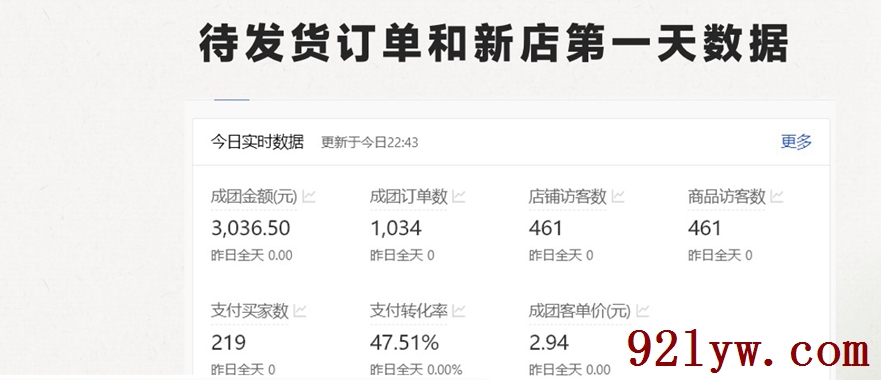 待发货订单和新店第一天数据
今日实时数据 更新于今日22:43 更多
成团金额(元) 成团订单数 店铺访客数 商品访客数
3,036.50 1,034 461 461
昨日全天 0.00 昨日全天 0 昨日全天 0 昨日全天 0
支付买家数 支付转化率 成团客单价(元)
219 47.51% 2.94
昨日全天 0 昨日全天 0.00% 昨日全天 0.00
921yw.com